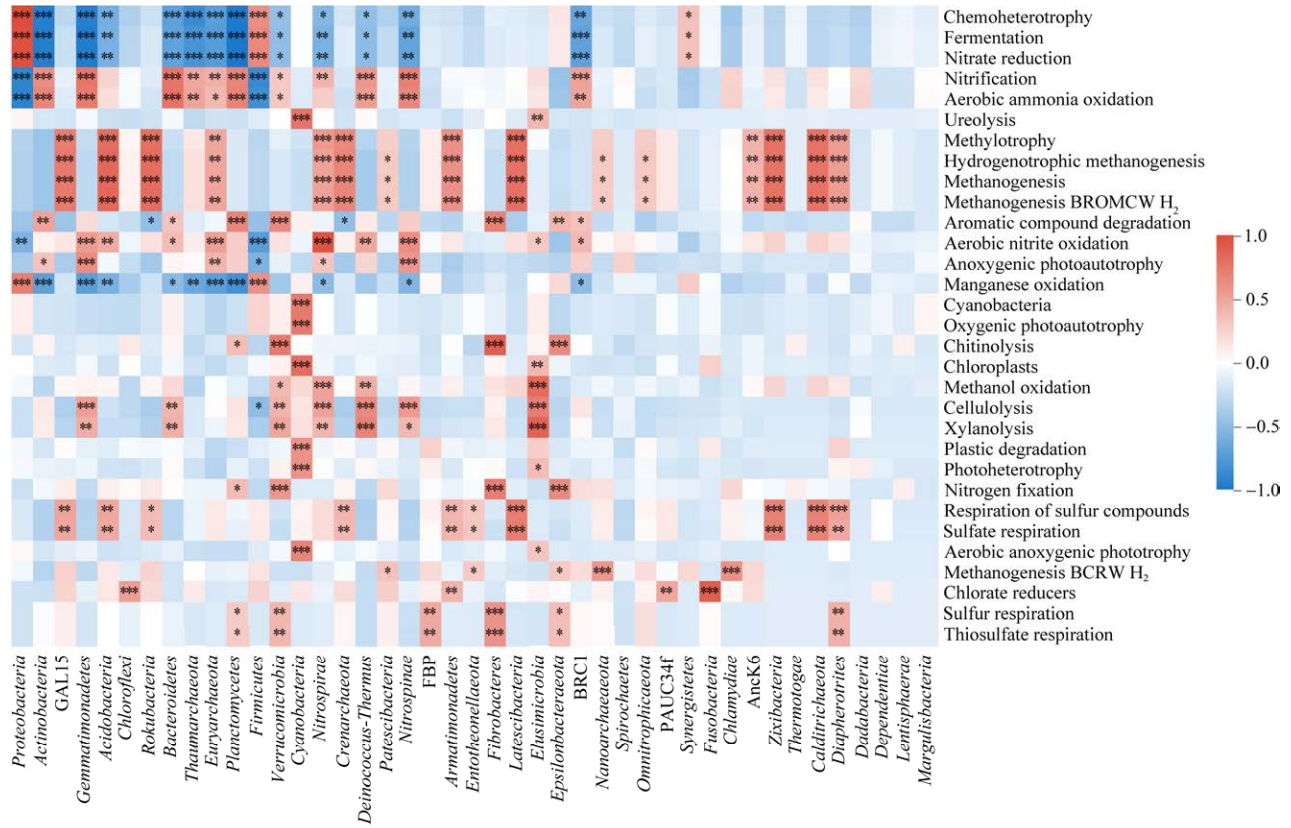 Chemoheterotrophy
Fermentation
Nitrate reduction
Nitrification
Aerobic ammonia oxidation
Ureolysis
Methylotrophy
Hydrogenotrophic methanogenesis
Methanogenesis
Methanogenesis BROMCW H₂
Aromatic compound degradation
Aerobic nitrite oxidation
Anoxygenic photoautotrophy
Manganese oxidation
Cyanobacteria
Oxygenic photoautotrophy
Chitinolysis
Chloroplasts
Methanol oxidation
Cellulolysis
Xylanolysis
Plastic degradation
Photoheterotrophy
Nitrogen fixation
Respiration of sulfur compounds
Sulfate respiration
Aerobic anoxygenic phototrophy
Methanogenesis BCRW H₂
Chlorate reducers
Sulfur respiration
Thiosulfate respiration
1.0
0.5
0.0
−0.5
−1.0
Proteobacteria
Actinobacteria
GAL15
Gemmatimonadetes
Acidobacteria
Chloroflexi
Rokubacteria
Bacteroidetes
Thaumarchaeota
Euryarchaeota
Planctomycetes
Firmicutes
Verrucomicrobia
Cyanobacteria
Nitrospirae
Crenarchaeota
Deinococcus-Thermus
Patescibacteria
Nitrospinae
FBP
Armatimonadetes
Entotheonellaeota
Fibrobacteres
Latescibacteria
Elusimicrobia
Epsilonbacteraeota
BRC1
Nanoarchaeaeota
Spirochaetes
Omnitrophicaeota
PAUC34f
Synergistetes
Fusobacteria
Chlamydiae
AncK6
Zixibacteria
Thermotogae
Calditrichaeota
Diapherotrites
Dadabacteria
Dependentiae
Lentisphaerae
Margulisbacteria